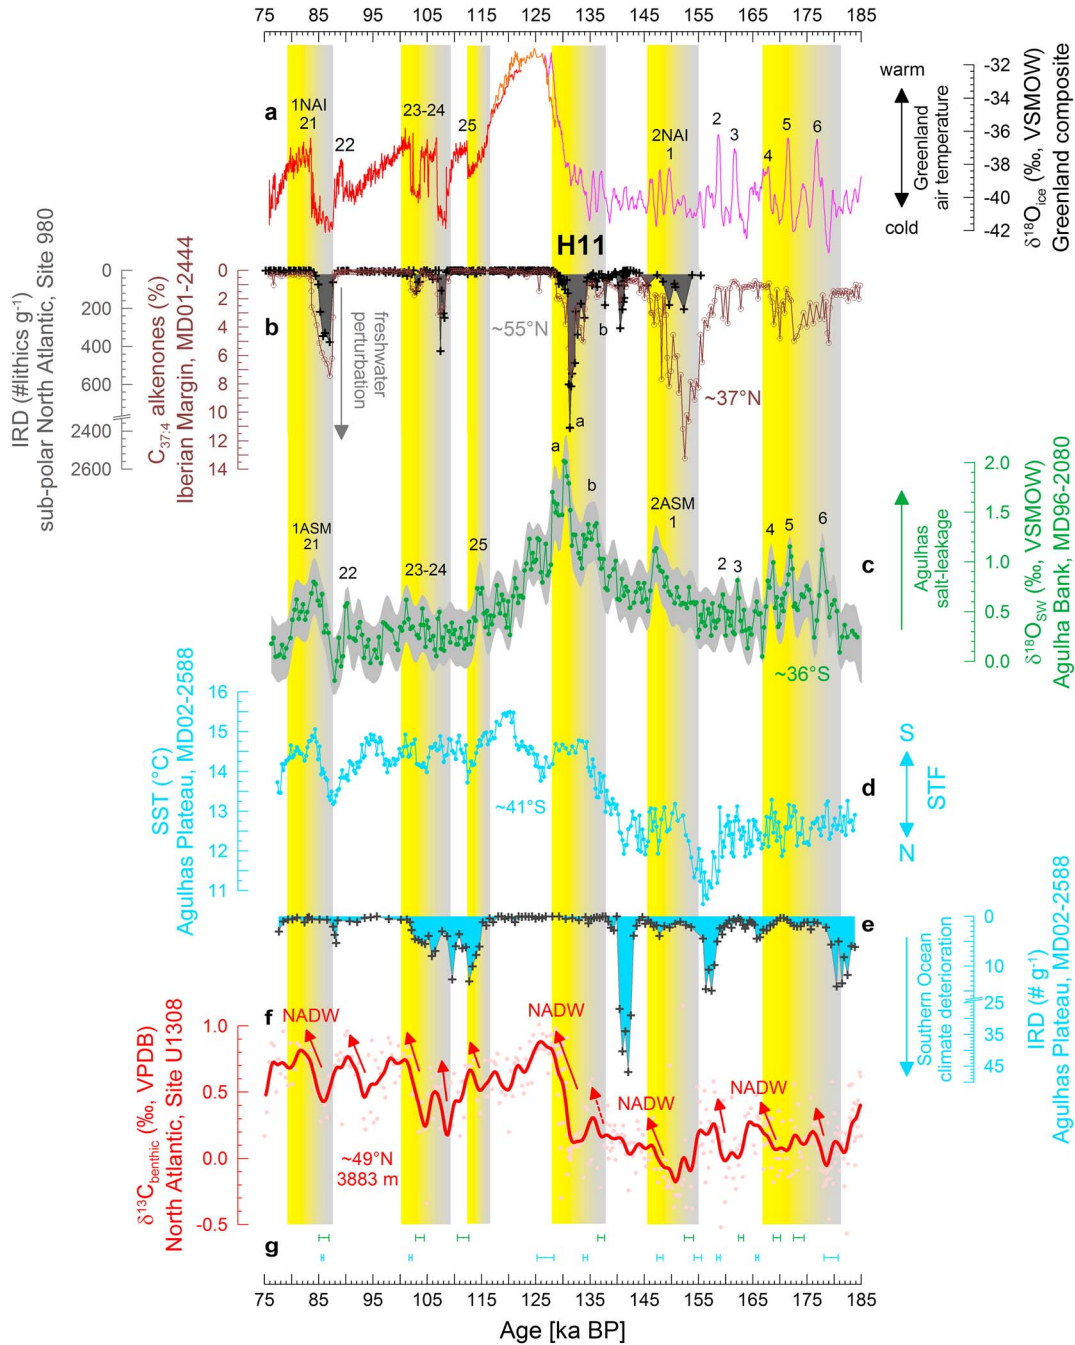 75 85 95 105 115 125 135 145 155 165 175 185
a
1NAI
21
22
23-24
25
2NAI
1
2
3
4
5
6
warm
Greenland
air temperature
cold
-32
-34
-36
-38
-40
-42
δ18Oice (‰, VSMOW)
Greenland composite
H11
IRD (#lithics g-1)
sub-polar North Atlantic, Site 980
0
200
400
600
2400
2600
C37:4 alkenones (%)
Iberian Margin, MD01-2444
0
2
4
6
8
10
12
14
b
freshwater
perturbation
~55°N
b
a
~37°N
a
b
1ASM
21
22
23-24
25
2ASM
1
2
3
4
5
6
c
Agulhas
salt-leakage
2.0
1.5
1.0
0.5
0.0
δ18OSW (‰, VSMOW)
Agulha Bank, MD96-2080
~36°S
SST (°C)
Agulhas Plateau, MD02-2588
16
15
14
13
12
11
~41°S
d
S
STF
N
e
Southern Ocean
climate deterioration
0
10
25
35
45
IRD (# g-1)
Agulhas Plateau, MD02-2588
f
δ13Cbenthic (‰, VPDB)
North Atlantic, Site U1308
1.0
0.5
0.0
-0.5
NADW
NADW
NADW
NADW
~49°N
3883 m
g
75 85 95 105 115 125 135 145 155 165 175 185
Age [ka BP]